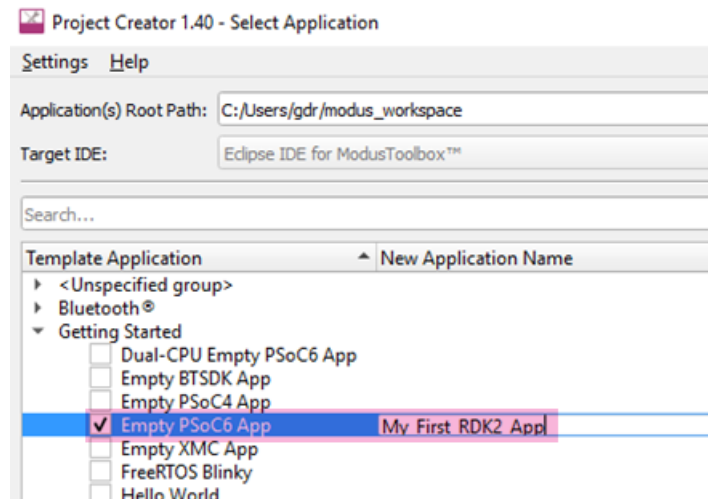 Project Creator 1.40 - Select Application
Settings Help
Application(s) Root Path: C:/Users/gdr/modus_workspace
Target IDE: Eclipse IDE for ModusToolbox™
Search...
Template Application New Application Name
<Unspecified group>
Bluetooth®
Getting Started
Dual-CPU Empty PSoC6 App
Empty BTSDK App
Empty PSoC4 App
Empty PSoC6 App My_First_RDK2_App
Empty XMC App
FreeRTOS Blinky
Hello World